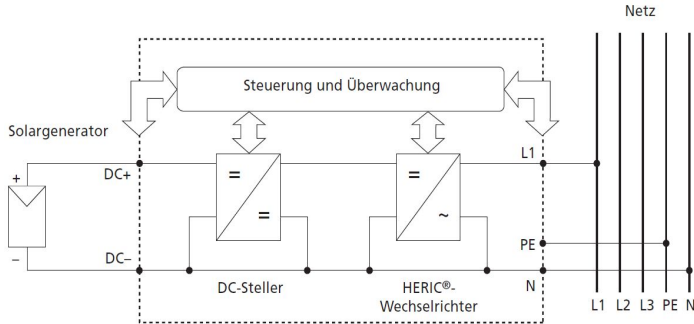 Netz
Steuerung und Überwachung
Solargenerator
L1
+
DC+
=
=
=
~
PE
–
DC–
N
DC-Steller
HERIC®-
Wechselrichter
L1 L2 L3 PE N